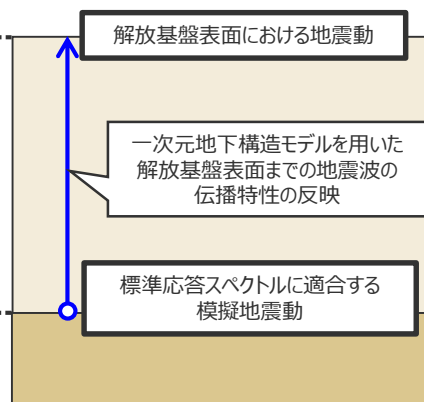 解放基盤表面における地震動
一次元地下構造モデルを用いた
解放基盤表面までの地震波の
伝播特性の反映
標準応答スペクトルに適合する
模擬地震動